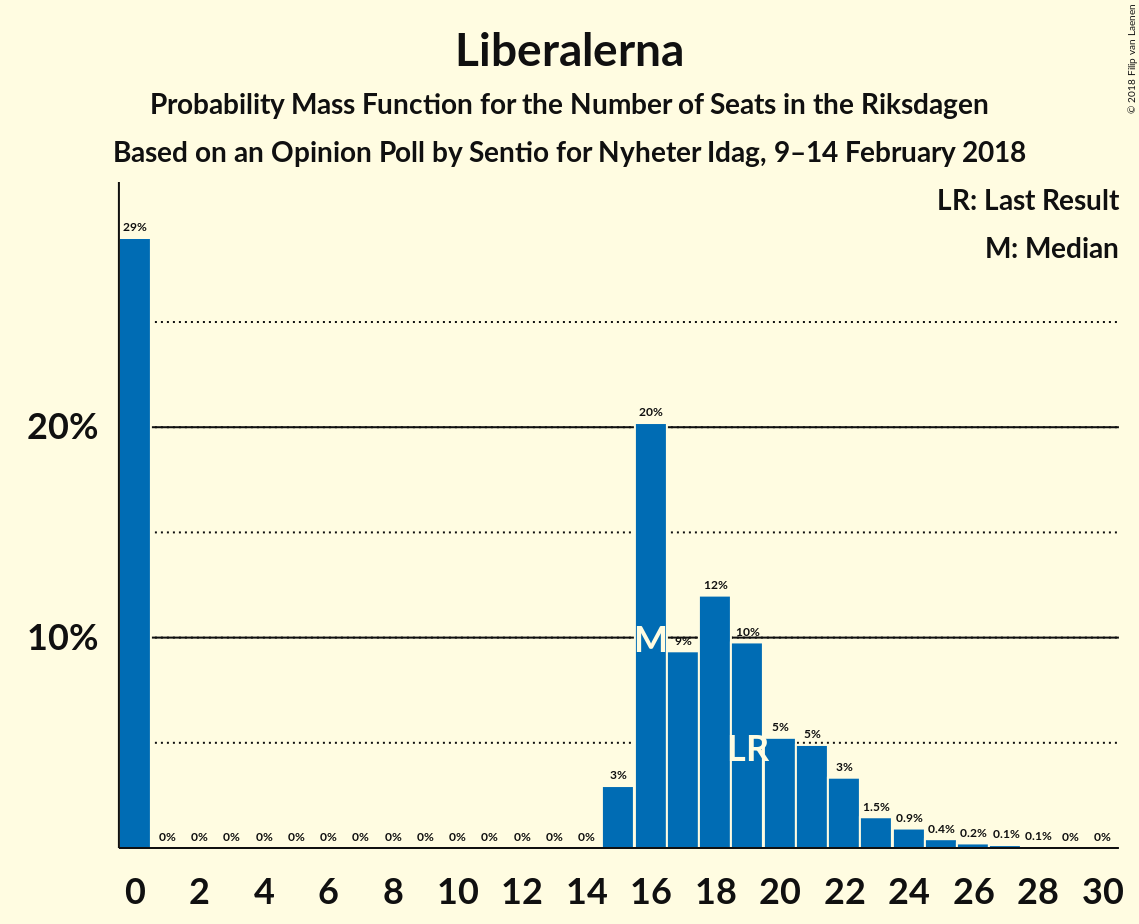 Liberalerna
Probability Mass Function for the Number of Seats in the Riksdagen
Based on an Opinion Poll by Sentio for Nyheter Idag, 9–14 February 2018
© 2018 Filip van Laenen
LR: Last Result
M: Median
29%
20%
20%
12%
10%
10%
9%
M
LR
5%
5%
3%
3%
1.5%
0.9%
0.4%
0.2%
0.1%
0.1%
0%
0%
0% 0% 0% 0% 0% 0% 0% 0% 0% 0% 0% 0% 0% 0%
0 2 4 6 8 10 12 14 16 18 20 22 24 26 28 30